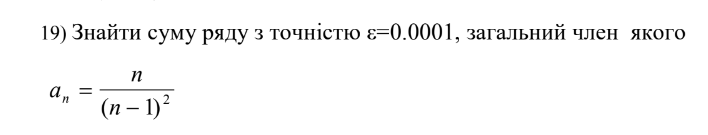 19) Знайти суму ряду з точністю ε=0.0001, загальний член якого
a_n = n / (n − 1)^2